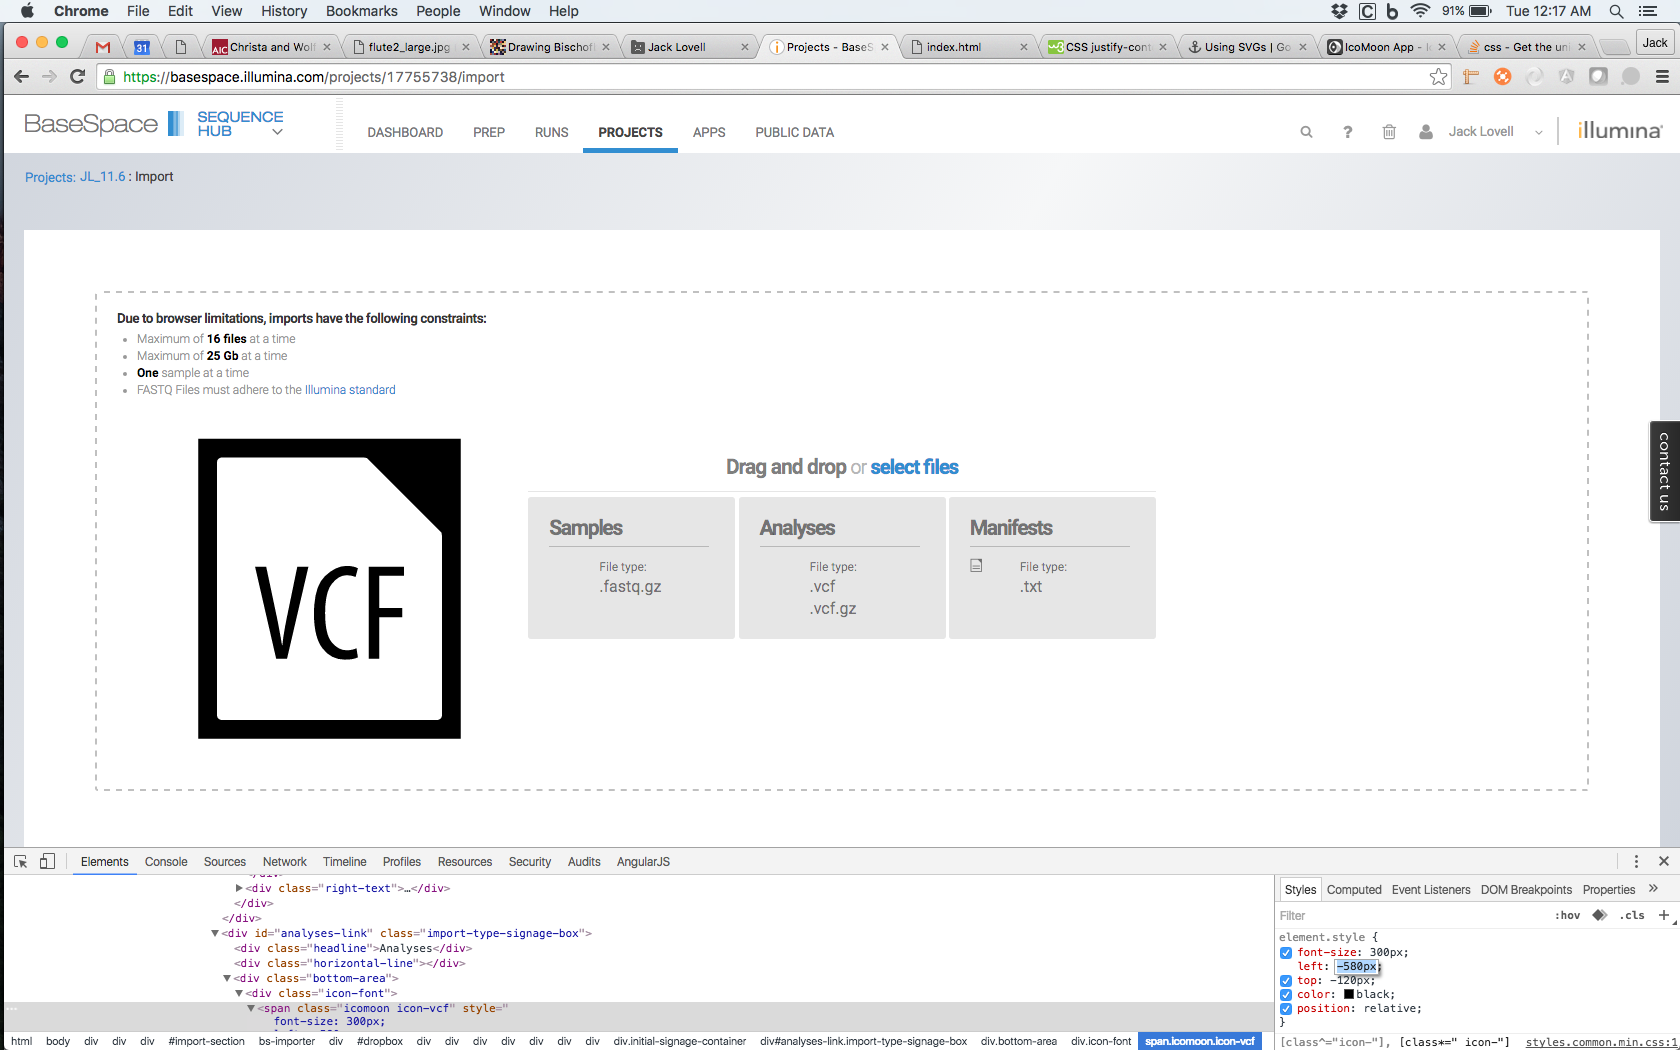 Chrome File Edit View History Bookmarks People Window Help 91% Tue 12:17 AM
31 AIC Christa and Wolf flute2_large.jpg Drawing Bischof Jack Lovell Projects - BaseS index.html CSS justify-cont Using SVGs | Go IcoMoon App - css - Get the uni Jack
https://basespace.illumina.com/projects/17755738/import
BaseSpace SEQUENCE HUB DASHBOARD PREP RUNS PROJECTS APPS PUBLIC DATA ? Jack Lovell illumina
Projects: JL_11.6 : Import
Due to browser limitations, imports have the following constraints:
Maximum of 16 files at a time
Maximum of 25 Gb at a time
One sample at a time
FASTQ Files must adhere to the Illumina standard
contact us
VCF
Drag and drop or select files
Samples Analyses Manifests
File type: File type: File type:
.fastq.gz .vcf .txt
.vcf.gz
Elements Console Sources Network Timeline Profiles Resources Security Audits AngularJS
<div class="right-text">…</div>
</div>
</div>
<div id="analyses-link" class="import-type-signage-box">
<div class="headline">Analyses</div>
<div class="horizontal-line"></div>
<div class="bottom-area">
<div class="icon-font">
<span class="icomoon icon-vcf" style="
font-size: 300px;
html body div div div #import-section bs-importer div #dropbox div div div div div div div div.initial-signage-container div#analyses-link.import-type-signage-box div.bottom-area div.icon-font span.icomoon.icon-vcf
Styles Computed Event Listeners DOM Breakpoints Properties »
Filter :hov .cls +
element.style {
font-size: 300px;
left: -580px;
top: -120px;
color: black;
position: relative;
}
[class^="icon-"], [class*=" icon-"] styles.common.min.css:1